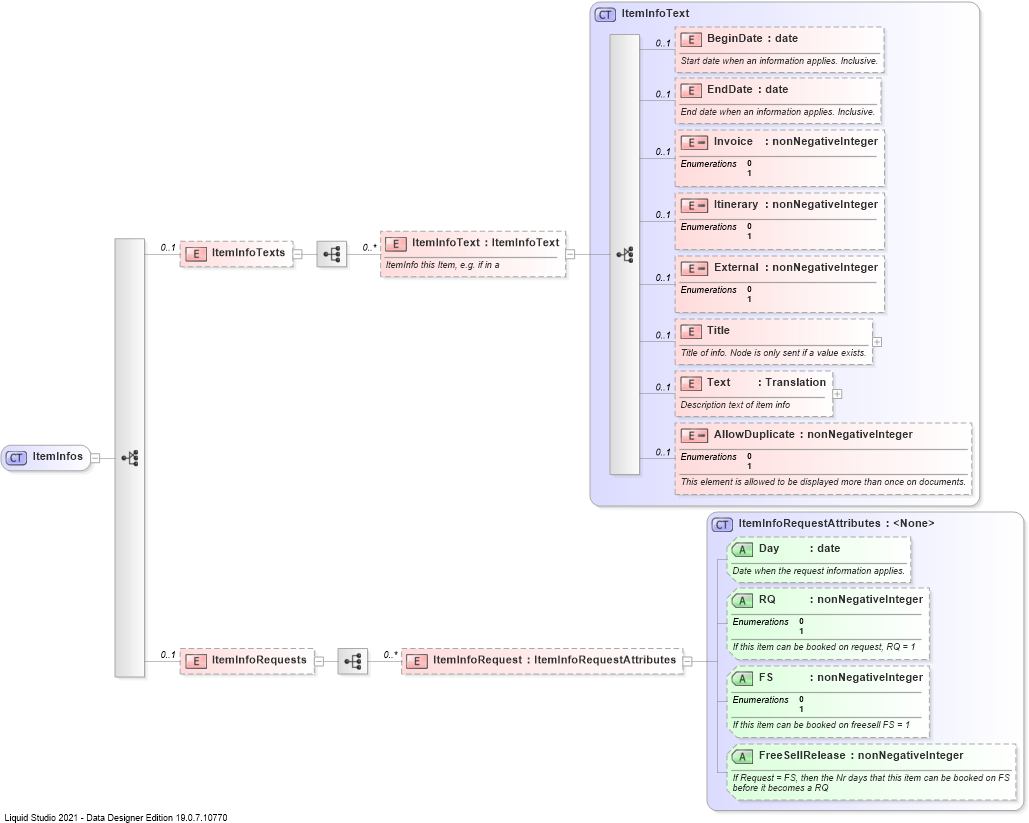 CT ItemInfoText
0..1 E BeginDate : date
Start date when an information applies. Inclusive.
0..1 E EndDate : date
End date when an information applies. Inclusive.
0..1 E Invoice : nonNegativeInteger
Enumerations 0
1
0..1 E Itinerary : nonNegativeInteger
Enumerations 0
1
0..1 E External : nonNegativeInteger
Enumerations 0
1
0..1 E Title
Title of info. Node is only sent if a value exists.
0..1 E Text : Translation
Description text of item info
0..1 E AllowDuplicate : nonNegativeInteger
Enumerations 0
1
This element is allowed to be displayed more than once on documents.
0..1 E ItemInfoTexts
0..* E ItemInfoText : ItemInfoText
ItemInfo this Item, e.g. if in a
CT ItemInfos
CT ItemInfoRequestAttributes : <None>
A Day : date
Date when the request information applies.
A RQ : nonNegativeInteger
Enumerations 0
1
If this item can be booked on request, RQ = 1
0..1 E ItemInfoRequests
0..* E ItemInfoRequest : ItemInfoRequestAttributes
A FS : nonNegativeInteger
Enumerations 0
1
If this item can be booked on freesell FS = 1
A FreeSellRelease : nonNegativeInteger
If Request = FS, then the Nr days that this item can be booked on FS
before it becomes a RQ
Liquid Studio 2021 - Data Designer Edition 19.0.7.10770